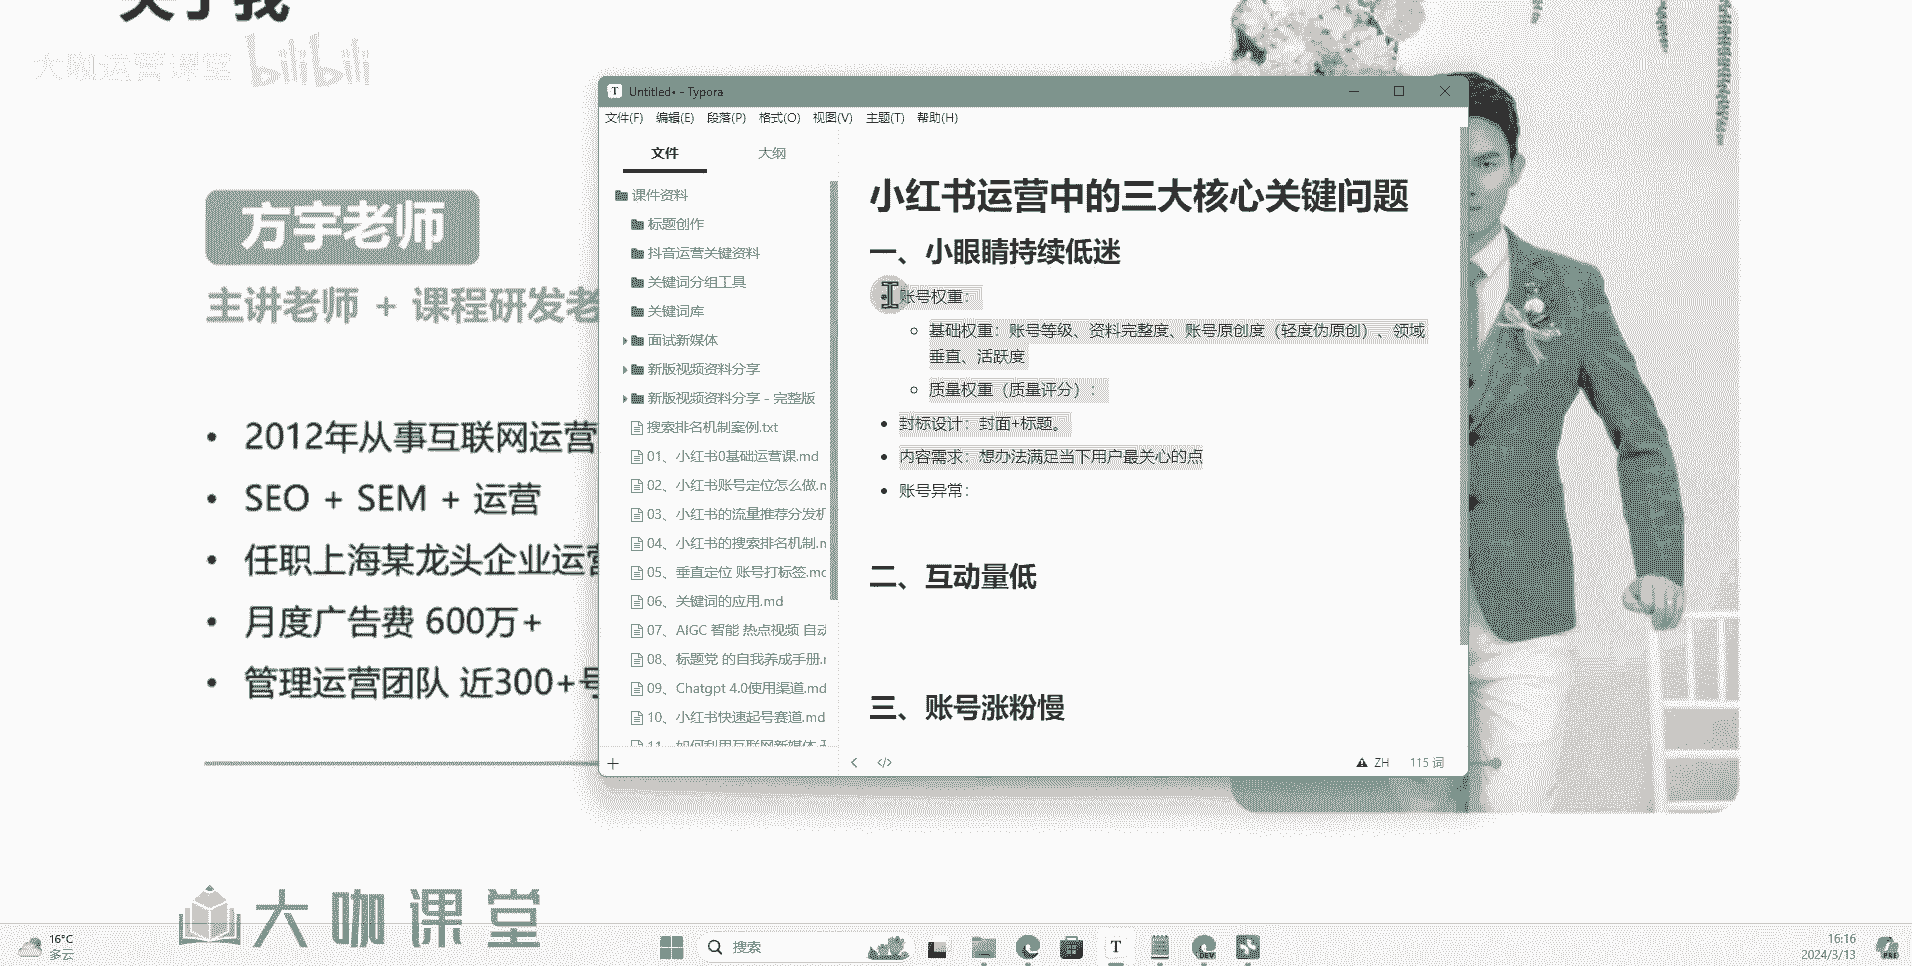 关于我
大咖运营课堂 bilibili
方宇老师
主讲老师 + 课程研发老
2012年从事互联网运营
SEO + SEM + 运营
任职上海某龙头企业运营
月度广告费 600万+
管理运营团队 近300+号
Untitled• - Typora
文件(F) 编辑(E) 段落(P) 格式(O) 视图(V) 主题(T) 帮助(H)
文件 大纲
课件资料
标题创作
抖音运营关键资料
关键词分组工具
关键词库
面试新媒体
新版视频资料分享
新版视频资料分享 - 完整版
搜索排名机制案例.txt
01、小红书0基础运营课.md
02、小红书账号定位怎么做.m
03、小红书的流量推荐分发机
04、小红书的搜索排名机制.m
05、垂直定位 账号打标签.md
06、关键词的应用.md
07、AIGC 智能 热点视频 自动
08、标题党 的自我养成手册.m
09、Chatgpt 4.0使用渠道.md
10、小红书快速起号赛道.md
11、如何利用互联网新媒体
小红书运营中的三大核心关键问题
一、小眼睛持续低迷
账号权重：
基础权重：账号等级、资料完整度、账号原创度（轻度伪原创）、领域
垂直、活跃度
质量权重（质量评分）：
封标设计：封面+标题。
内容需求：想办法满足当下用户最关心的点
账号异常：
二、互动量低
三、账号涨粉慢
ZH 115 词
大咖课堂
16°C
多云
搜索
T
DEV
16:16
2024/3/13
PRE